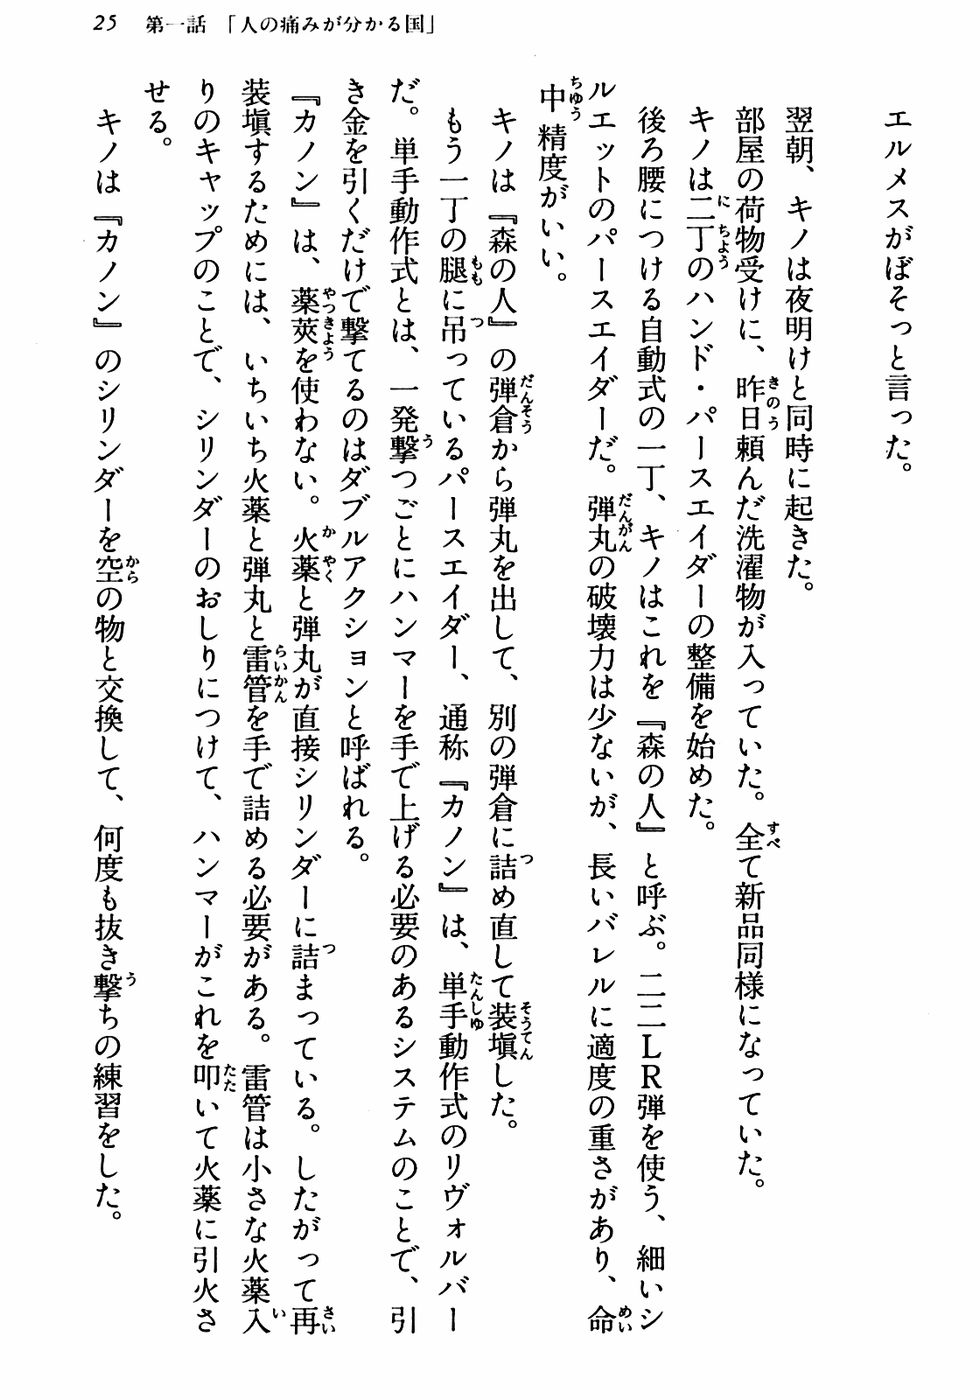 25 第一話 「人の痛みが分かる国」
エルメスがぼそっと言った。
翌朝、キノは夜明けと同時に起きた。
部屋の荷物受けに、昨日頼んだ洗濯物が入っていた。全て新品同様になっていた。
キノは二丁のハンド・パースエイダーの整備を始めた。
後ろ腰につける自動式の一丁、キノはこれを『森の人』と呼ぶ。二二LR弾を使う、細いシ
ルエットのパースエイダーだ。弾丸の破壊力は少ないが、長いバレルに適度の重さがあり、命
中精度がいい。
キノは『森の人』の弾倉から弾丸を出して、別の弾倉に詰め直して装塡した。
もう一丁の腿に吊っているパースエイダー、通称『カノン』は、単手動作式のリヴォルバー
だ。単手動作式とは、一発撃つごとにハンマーを手で上げる必要のあるシステムのことで、引
き金を引くだけで撃てるのはダブルアクションと呼ばれる。
『カノン』は、薬莢を使わない。火薬と弾丸が直接シリンダーに詰まっている。したがって再
装塡するためには、いちいち火薬と弾丸と雷管を手で詰める必要がある。雷管は小さな火薬入
りのキャップのことで、シリンダーのおしりにつけて、ハンマーがこれを叩いて火薬に引火さ
せる。
キノは『カノン』のシリンダーを空の物と交換して、何度も抜き撃ちの練習をした。